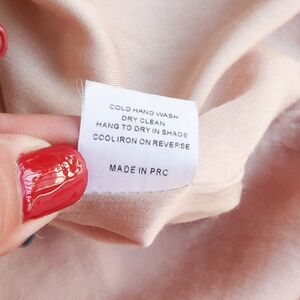 COLD HAND WASH
DRY CLEAN
HANG TO DRY IN SHADE
COOL IRON ON REVERSE
MADE IN PRC